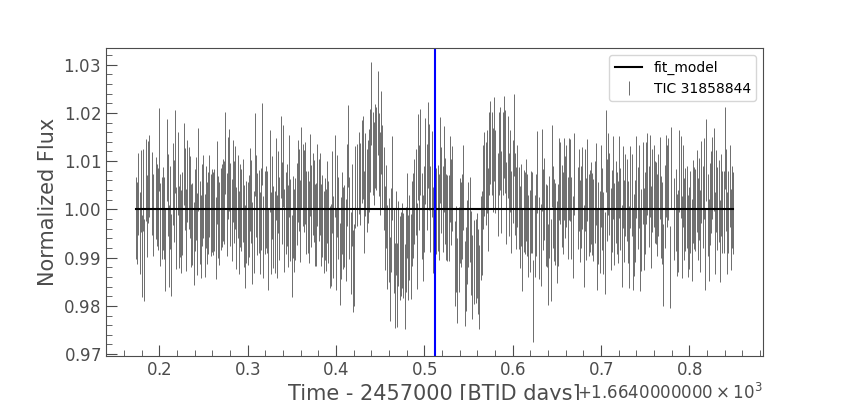 1.03
1.02
1.01
1.00
0.99
0.98
0.97
Normalized Flux
fit_model
TIC 31858844
0.2 0.3 0.4 0.5 0.6 0.7 0.8
Time - 2457000 [BTJD days]
+1.6640000000 × 10³